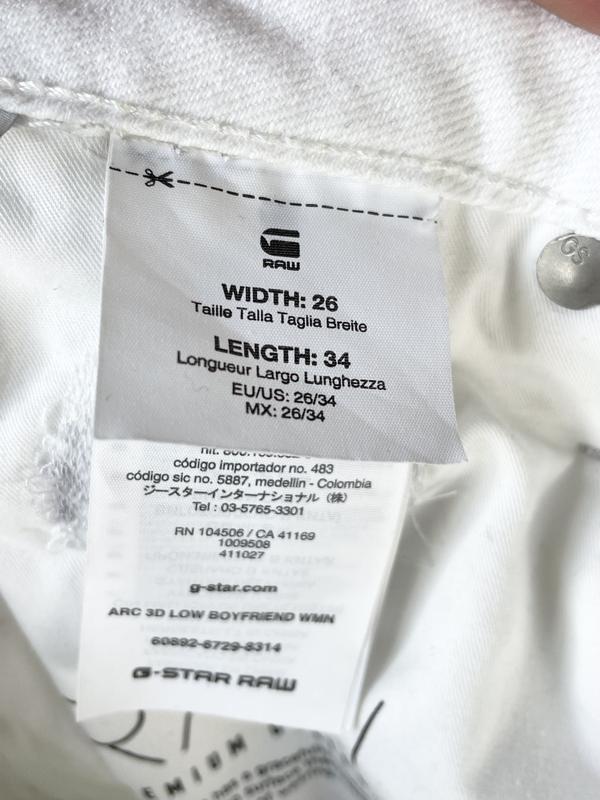 RAW
WIDTH: 26
Taille Talla Taglia Breite
LENGTH: 34
Longueur Largo Lunghezza
EU/US: 26/34
MX: 26/34
código importador no. 483
código sic no. 5887, medellin - Colombia
ジースターインターナショナル（株）
Tel : 03-5765-3301
RN 104506 / CA 41169
1009508
411027
g-star.com
ARC 3D LOW BOYFRIEND WMN
60892-6729-8314
G-STAR RAW
GS